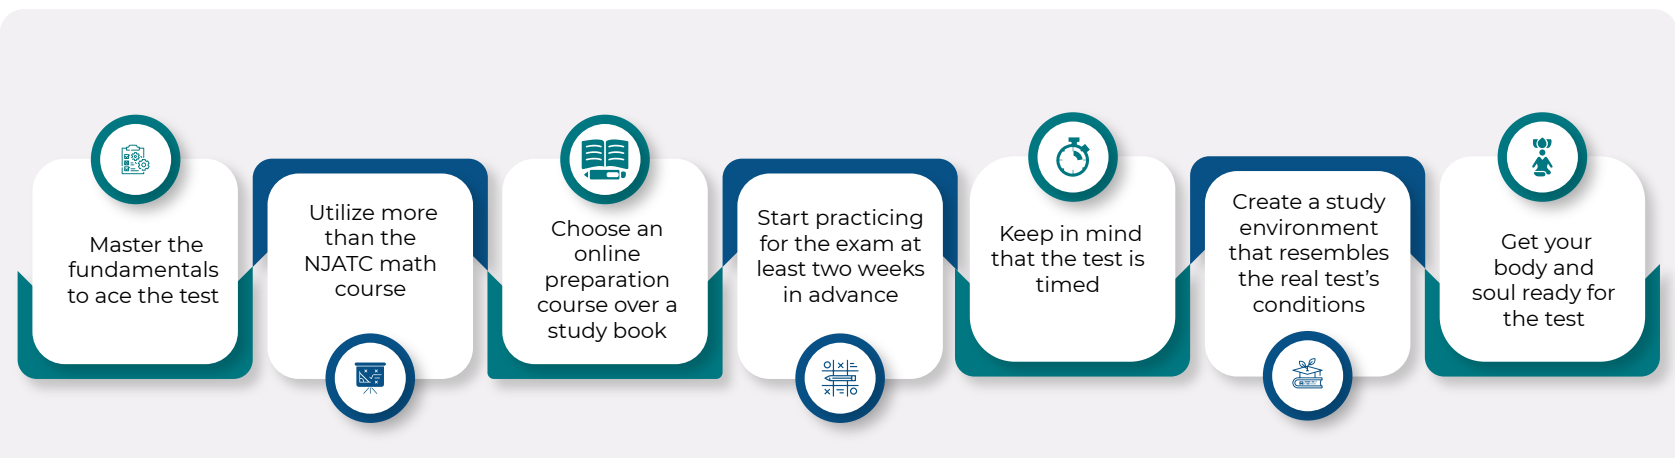 Master the
fundamentals
to ace the test
Utilize more
than the
NJATC math
course
Choose an
online
preparation
course over a
study book
Start practicing
for the exam at
least two weeks
in advance
Keep in mind
that the test is
timed
Create a study
environment
that resembles
the real test’s
conditions
Get your
body and
soul ready for
the test